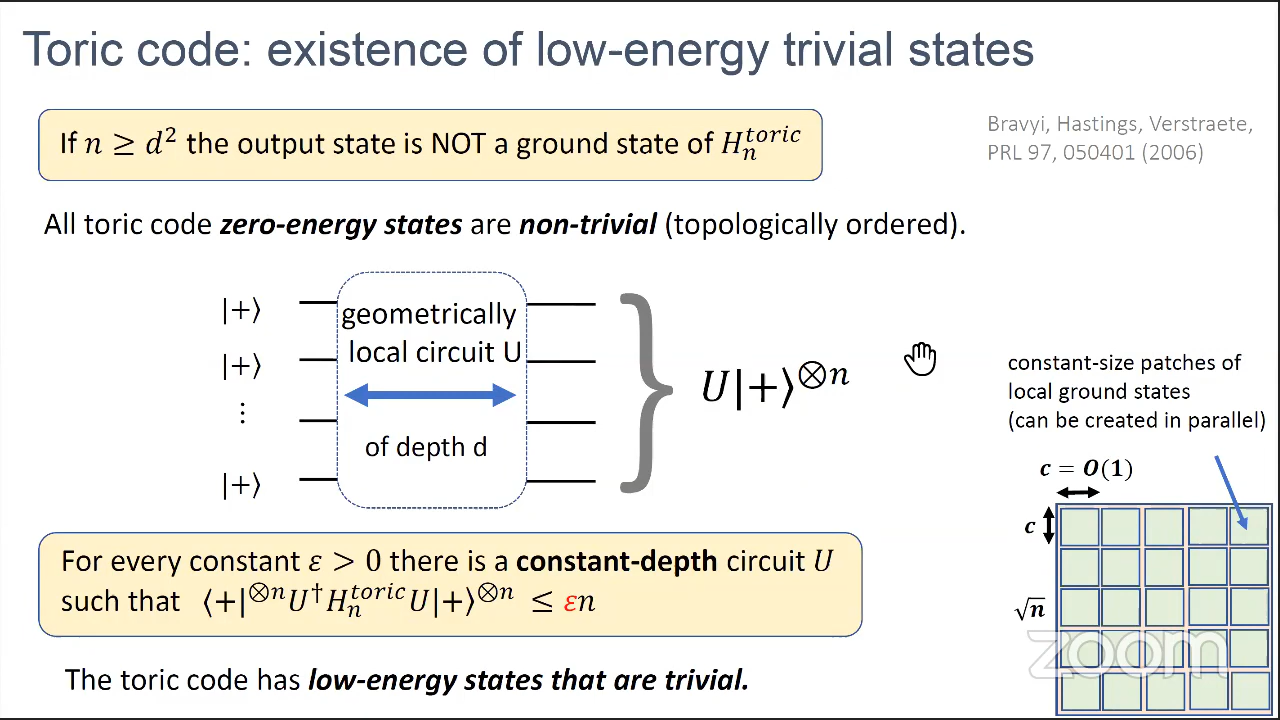 Toric code: existence of low-energy trivial states
If n ≥ d² the output state is NOT a ground state of H_n^{toric}
Bravyi, Hastings, Verstraete,
PRL 97, 050401 (2006)
All toric code zero-energy states are non-trivial (topologically ordered).
|+⟩
|+⟩
⋮
|+⟩
geometrically
local circuit U
of depth d
U|+⟩^{⊗n}
constant-size patches of
local ground states
(can be created in parallel)
c = O(1)
c
√n
For every constant ε > 0 there is a constant-depth circuit U
such that ⟨+|^{⊗n}U^†H_n^{toric}U|+⟩^{⊗n} ≤ εn
The toric code has low-energy states that are trivial.
zoom